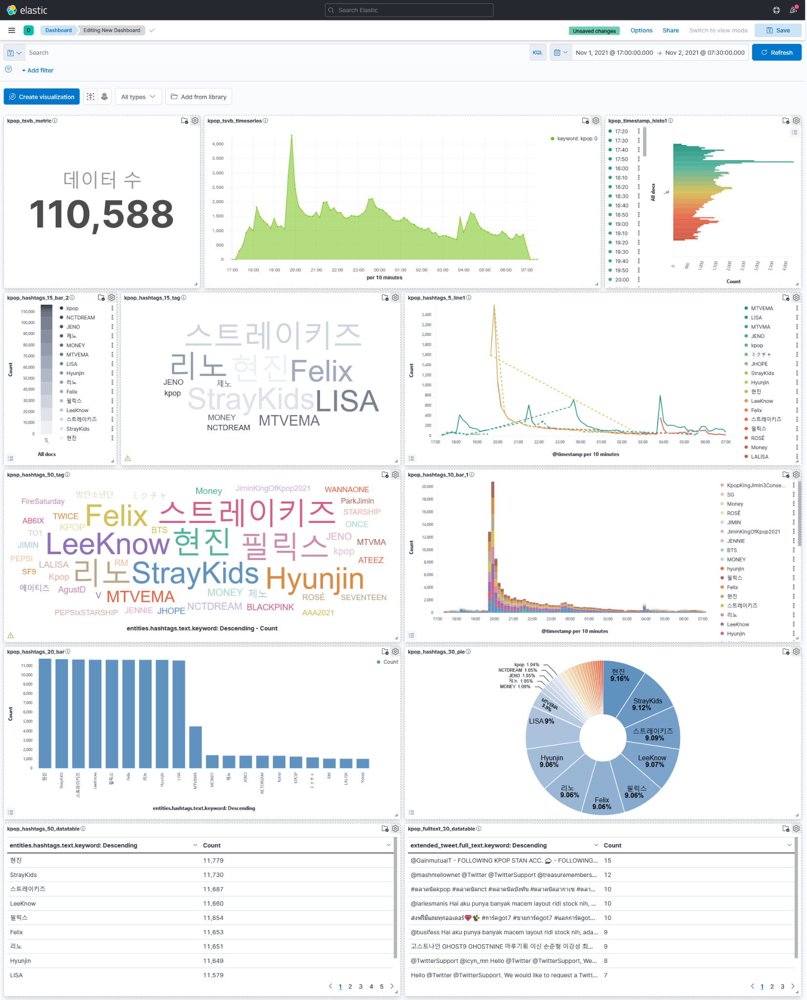 elastic
Search Elastic
D
Dashboard
Editing New Dashboard
Unsaved changes
Options
Share
Switch to view mode
Save
Search
KQL
Nov 1, 2021 @ 17:00:00.000 → Nov 2, 2021 @ 07:30:00.000
Refresh
+ Add filter
Create visualization
All types
Add from library
kpop_tsvb_metric
데이터 수
110,588
kpop_tsvb_timeseries
4,000
3,500
3,000
2,500
2,000
1,500
1,000
500
0
17:00 18:00 19:00 20:00 21:00 22:00 23:00 00:00 01:00 02:00 03:00 04:00 05:00 06:00 07:00
per 10 minutes
keyword: kpop 0
kpop_timestamp_histo1
17:20
17:30
17:40
17:50
18:00
18:10
18:20
18:30
18:40
18:50
19:00
19:10
19:20
19:30
19:40
19:50
20:00
All docs
_all
0 500 1,000 1,500 2,000 2,500 3,000 3,500 4,000
Count
kpop_hashtags_15_bar_2
110,000
100,000
90,000
80,000
70,000
60,000
50,000
40,000
30,000
20,000
10,000
0
Count
_all
All docs
kpop
NCTDREAM
JENO
제노
MONEY
MTVEMA
LISA
Hyunjin
리노
Felix
필릭스
LeeKnow
스트레이키즈
StrayKids
현진
kpop_hashtags_15_tag
스트레이키즈
리노 현진 Felix
JENO 제노
kpop
StrayKids LISA
MONEY MTVEMA
NCTDREAM
kpop_hashtags_5_line1
2,400
2,200
2,000
1,800
1,600
1,400
1,200
1,000
800
600
400
200
0
Count
17:00 18:00 19:00 20:00 21:00 22:00 23:00 00:00 01:00 02:00 03:00 04:00 05:00 06:00 07:00
@timestamp per 10 minutes
MTVEMA
LISA
MTVMA
JENO
kpop
ミクチャ
JHOPE
StrayKids
Hyunjin
현진
LeeKnow
Felix
스트레이키즈
필릭스
ROSÉ
Money
LALISA
kpop_hashtags_50_tag
방탄소년단 ミクチャ Money JiminKingOfKpop2021 WANNAONE
FireSaturday Felix 스트레이키즈 ParkJimin
AB6IX TWICE STARSHIP
TO1 KPOP BTS ONCE
JIMIN LeeKnow 현진 필릭스 JENO MTVMA
PEPSI kpop ATEEZ
LALISA RM
SF9 Kpop 리노 StrayKids Hyunjin
에이티즈 AgustD V MTVEMA MONEY 제노 ROSÉ SEVENTEEN
PEPSIxSTARSHIP JENNIE JHOPE NCTDREAM BLACKPINK AAA2021
entities.hashtags.text.keyword: Descending - Count
kpop_hashtags_10_bar_1
20,000
18,000
16,000
14,000
12,000
10,000
8,000
6,000
4,000
2,000
0
Count
17:00 18:00 19:00 20:00 21:00 22:00 23:00 00:00 01:00 02:00 03:00 04:00 05:00 06:00 07:00
@timestamp per 10 minutes
KpopKingJimin3Conse...
SG
Money
ROSÉ
JIMIN
JiminKingOfKpop2021
JENNIE
BTS
MONEY
hyunjin
필릭스
Felix
현진
스트레이키즈
리노
LeeKnow
Hyunjin
kpop_hashtags_20_bar
Count
11,000
10,000
9,000
8,000
7,000
6,000
5,000
4,000
3,000
2,000
1,000
0
Count
현진 StrayKids 스트레이키즈 LeeKnow 필릭스 Felix 리노 Hyunjin LISA MTVEMA MONEY 제노 JENO NCTDREAM kpop KPOP ミクチャ RM LALISA Kpop
entities.hashtags.text.keyword: Descending
kpop_hashtags_30_pie
kpop 1.04%
NCTDREAM 1.05%
JENO 1.05%
제노 1.05%
MONEY 1.09%
MTVEMA
3.5%
LISA 9%
Hyunjin
9.06%
리노
9.06%
Felix
9.06%
필릭스
9.06%
LeeKnow
9.07%
스트레이키즈
9.09%
StrayKids
9.12%
현진
9.16%
kpop_hashtags_50_datatable
entities.hashtags.text.keyword: Descending Count
현진 11,779
StrayKids 11,730
스트레이키즈 11,687
LeeKnow 11,660
필릭스 11,654
Felix 11,653
리노 11,651
Hyunjin 11,649
LISA 11,579
1 2 3 4 5
kpop_fulltext_30_datatable
extended_tweet.full_text.keyword: Descending Count
@GainmutualT - FOLLOWING KPOP STAN ACC. 🌧 - FOLLOWING... 15
@mashmellownet @Twitter @TwitterSupport @treasuremembers... 12
#ตลาดนัดkpop #ตลาดนัดnct #ตลาดนัดบังทัน #ตลาดนัดอากาเซ #ตลา... 10
@lariesmanis Hai aku punya banyak macem layout ridi stock nih, ... 10
ส่งฟรีมีแถมทุกออเดอร์❤️✨ #การ์ดgot7 #ขายการ์ดgot7 #แลกการ์ดgot... 10
@busifess Hai aku punya banyak macem layout ridi stock nih, ada... 9
고스트나인 GHOST9 GHOSTNINE 마루기획 이신 손준형 이강성 최... 9
@TwitterSupport @icyn_mn Hello @Twitter @TwitterSupport, We... 8
Hello @Twitter @TwitterSupport, We would like to request a Twitt... 7
1 2 3